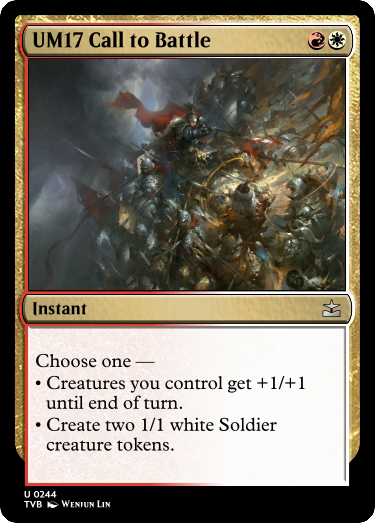 UM17 Call to Battle
Instant
Choose one —
• Creatures you control get +1/+1
until end of turn.
• Create two 1/1 white Soldier
creature tokens.
U 0244
TVB Wenjun Lin